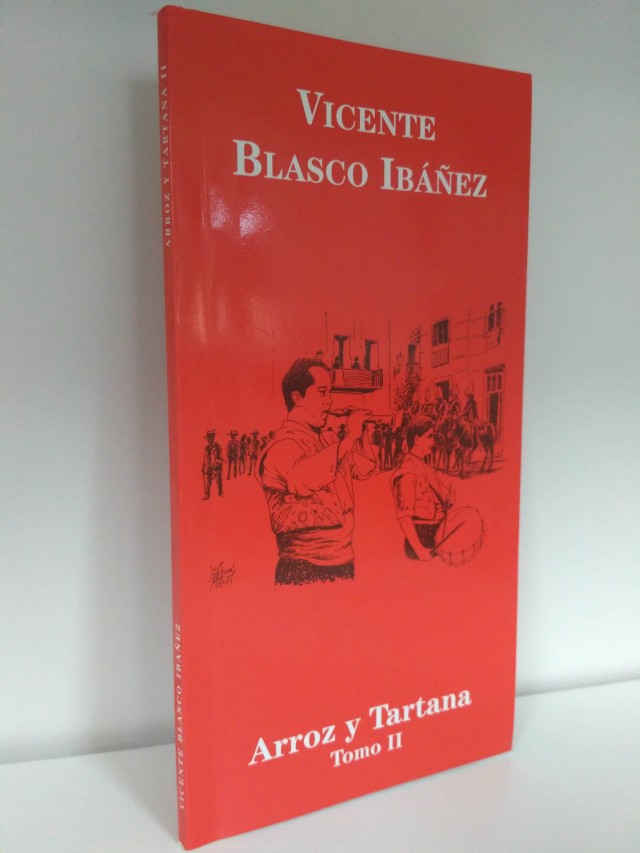 VICENTE
BLASCO IBÁÑEZ
Arroz y Tartana
Tomo II
ARROZ Y TARTANA II
VICENTE BLASCO IBAÑEZ